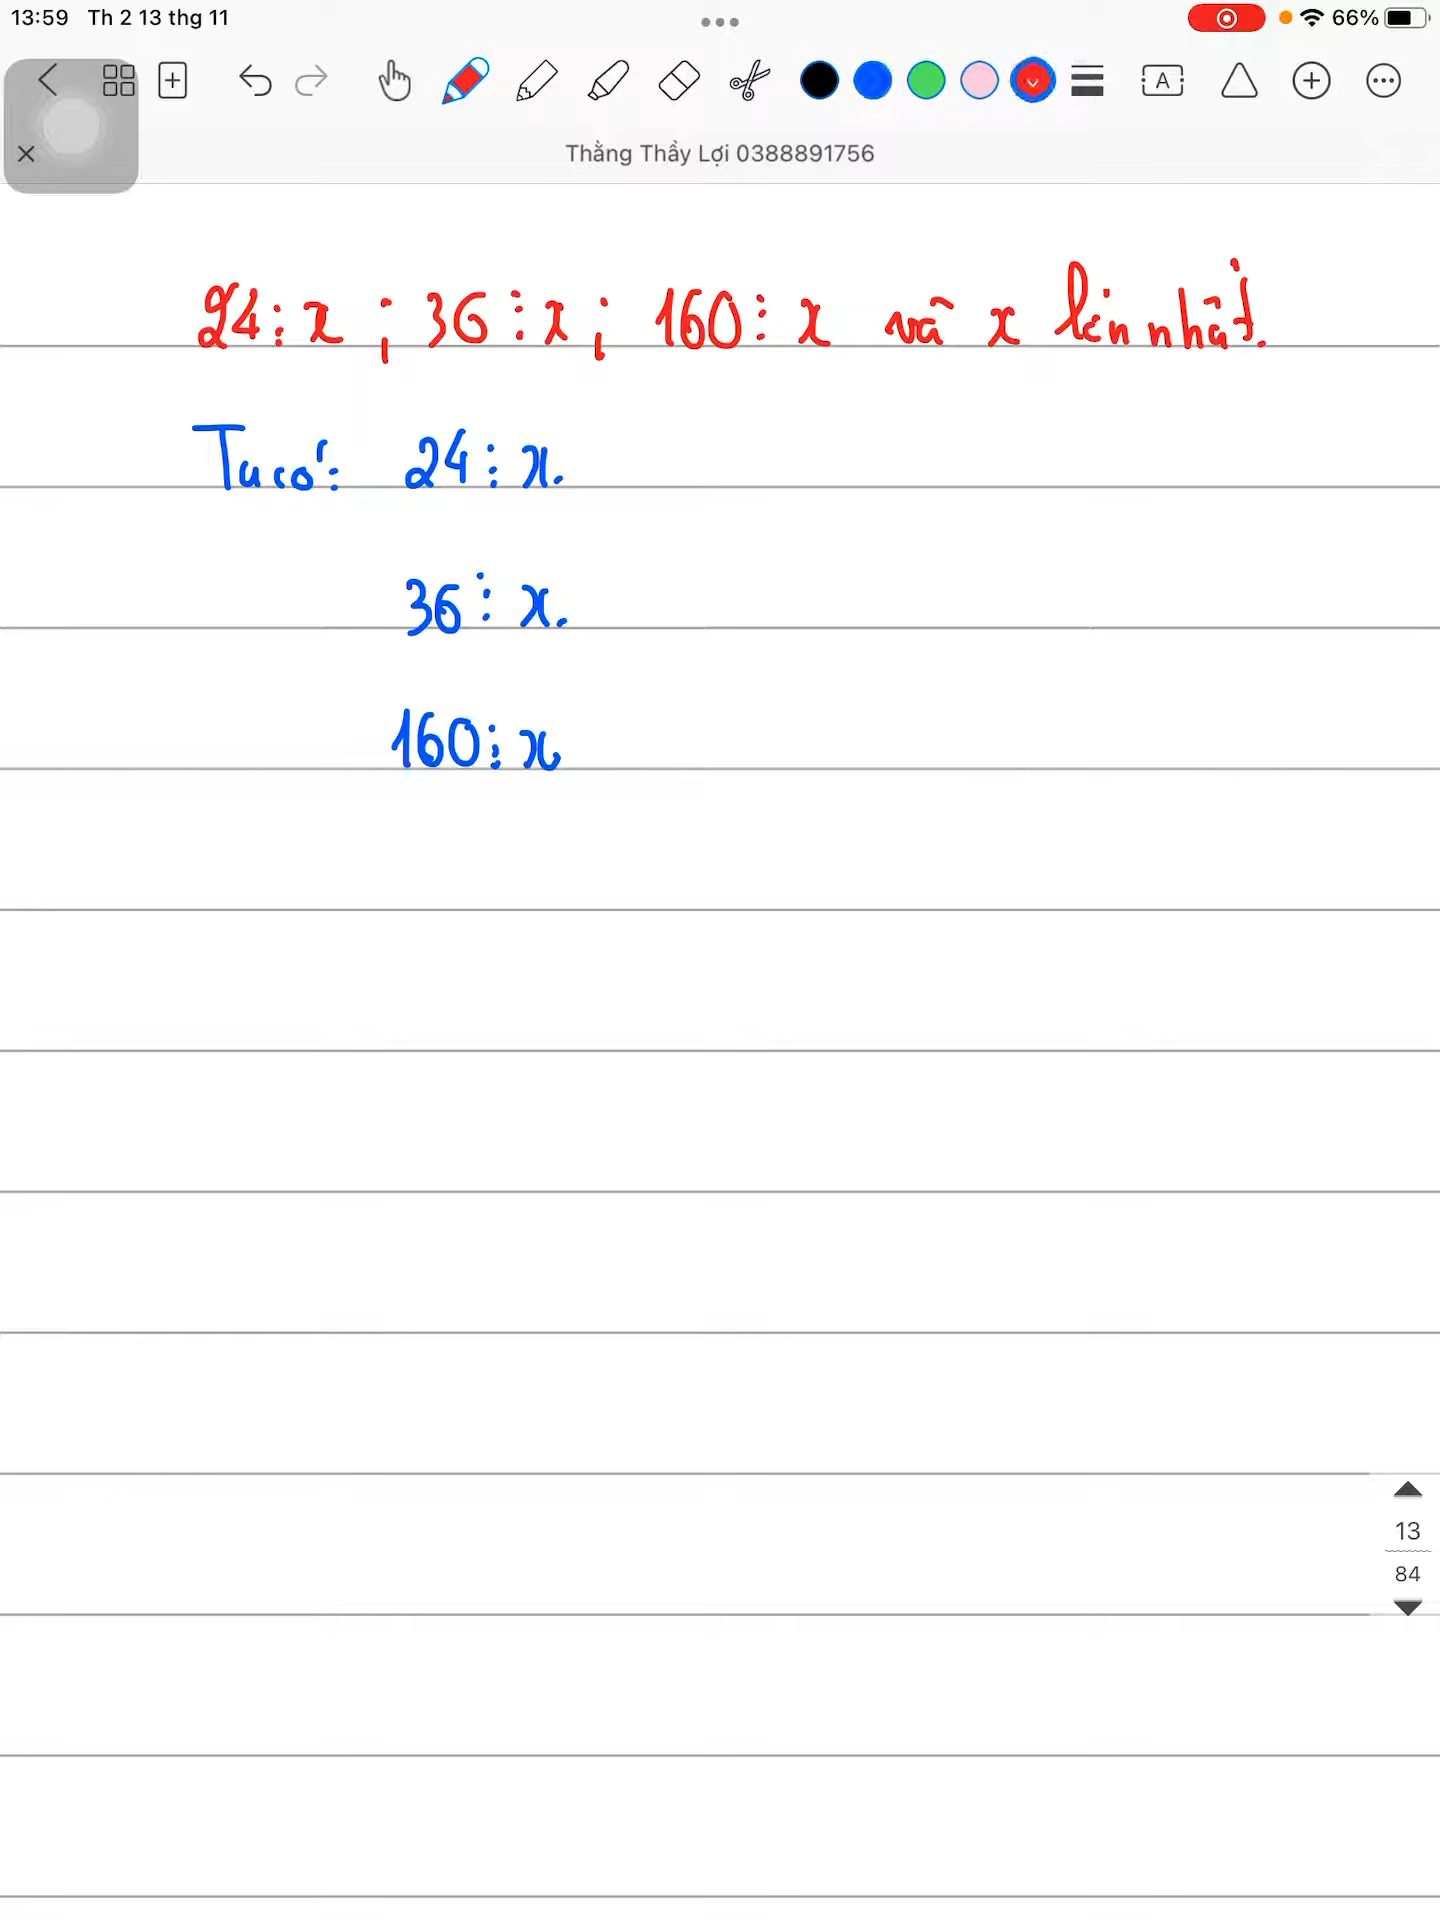 13:59 Th 2 13 thg 11 66%
A
Thằng Thầy Lợi 0388891756
24⋮x ; 36⋮x ; 160⋮x và x lớn nhất.
Ta có: 24⋮x.
36⋮x.
160⋮x
13
84